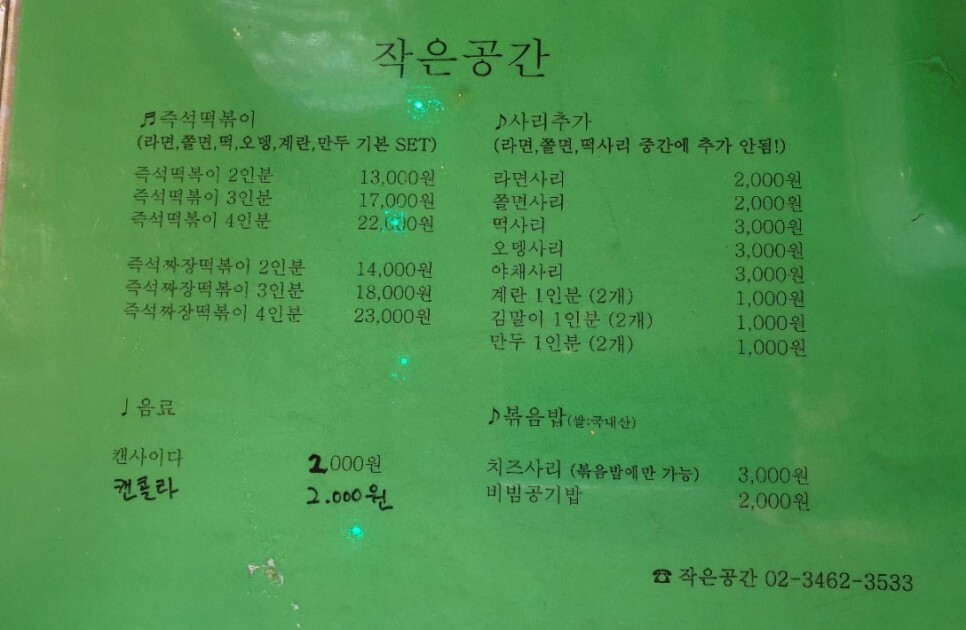 작은공간
♬즉석떡볶이
(라면,쫄면,떡,오뎅,계란,만두 기본 SET)
즉석떡복이 2인분 13,000원
즉석떡볶이 3인분 17,000원
즉석떡볶이 4인분 22,000원
즉석짜장떡볶이 2인분 14,000원
즉석짜장떡볶이 3인분 18,000원
즉석짜장떡볶이 4인분 23,000원
♪사리추가
(라면,쫄면,떡사리 중간에 추가 안됨!)
라면사리 2,000원
쫄면사리 2,000원
떡사리 3,000원
오뎅사리 3,000원
야채사리 3,000원
계란 1인분 (2개) 1,000원
김말이 1인분 (2개) 1,000원
만두 1인분 (2개) 1,000원
♩음료
캔사이다 2,000원
캔콜라 2.000원
♪볶음밥(쌀:국내산)
치즈사리 (볶음밥에만 가능) 3,000원
비빔공기밥 2,000원
☎ 작은공간 02-3462-3533